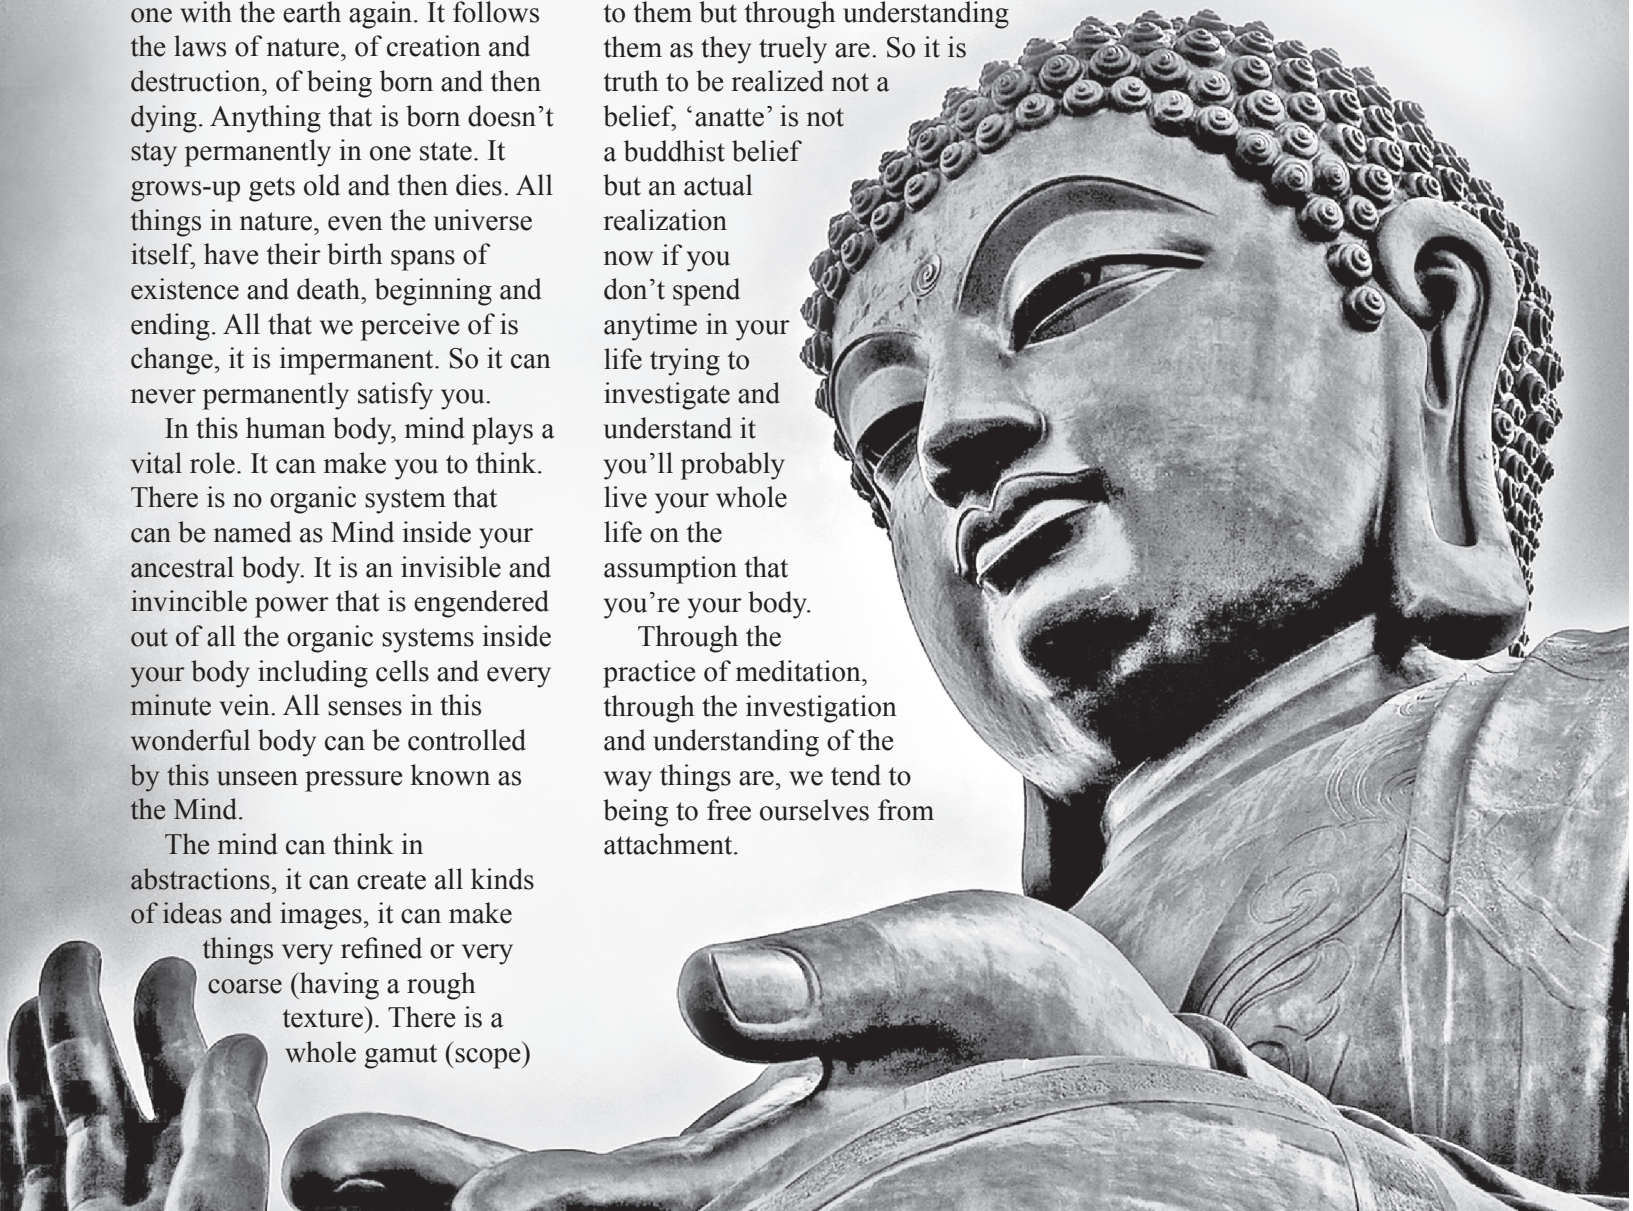 one with the earth again. It follows
the laws of nature, of creation and
destruction, of being born and then
dying. Anything that is born doesn’t
stay permanently in one state. It
grows-up gets old and then dies. All
things in nature, even the universe
itself, have their birth spans of
existence and death, beginning and
ending. All that we perceive of is
change, it is impermanent. So it can
never permanently satisfy you.
In this human body, mind plays a
vital role. It can make you to think.
There is no organic system that
can be named as Mind inside your
ancestral body. It is an invisible and
invincible power that is engendered
out of all the organic systems inside
your body including cells and every
minute vein. All senses in this
wonderful body can be controlled
by this unseen pressure known as
the Mind.
The mind can think in
abstractions, it can create all kinds
of ideas and images, it can make
things very refined or very
coarse (having a rough
texture). There is a
whole gamut (scope)
to them but through understanding
them as they truely are. So it is
truth to be realized not a
belief, ‘anatte’ is not
a buddhist belief
but an actual
realization
now if you
don’t spend
anytime in your
life trying to
investigate and
understand it
you’ll probably
live your whole
life on the
assumption that
you’re your body.
Through the
practice of meditation,
through the investigation
and understanding of the
way things are, we tend to
being to free ourselves from
attachment.